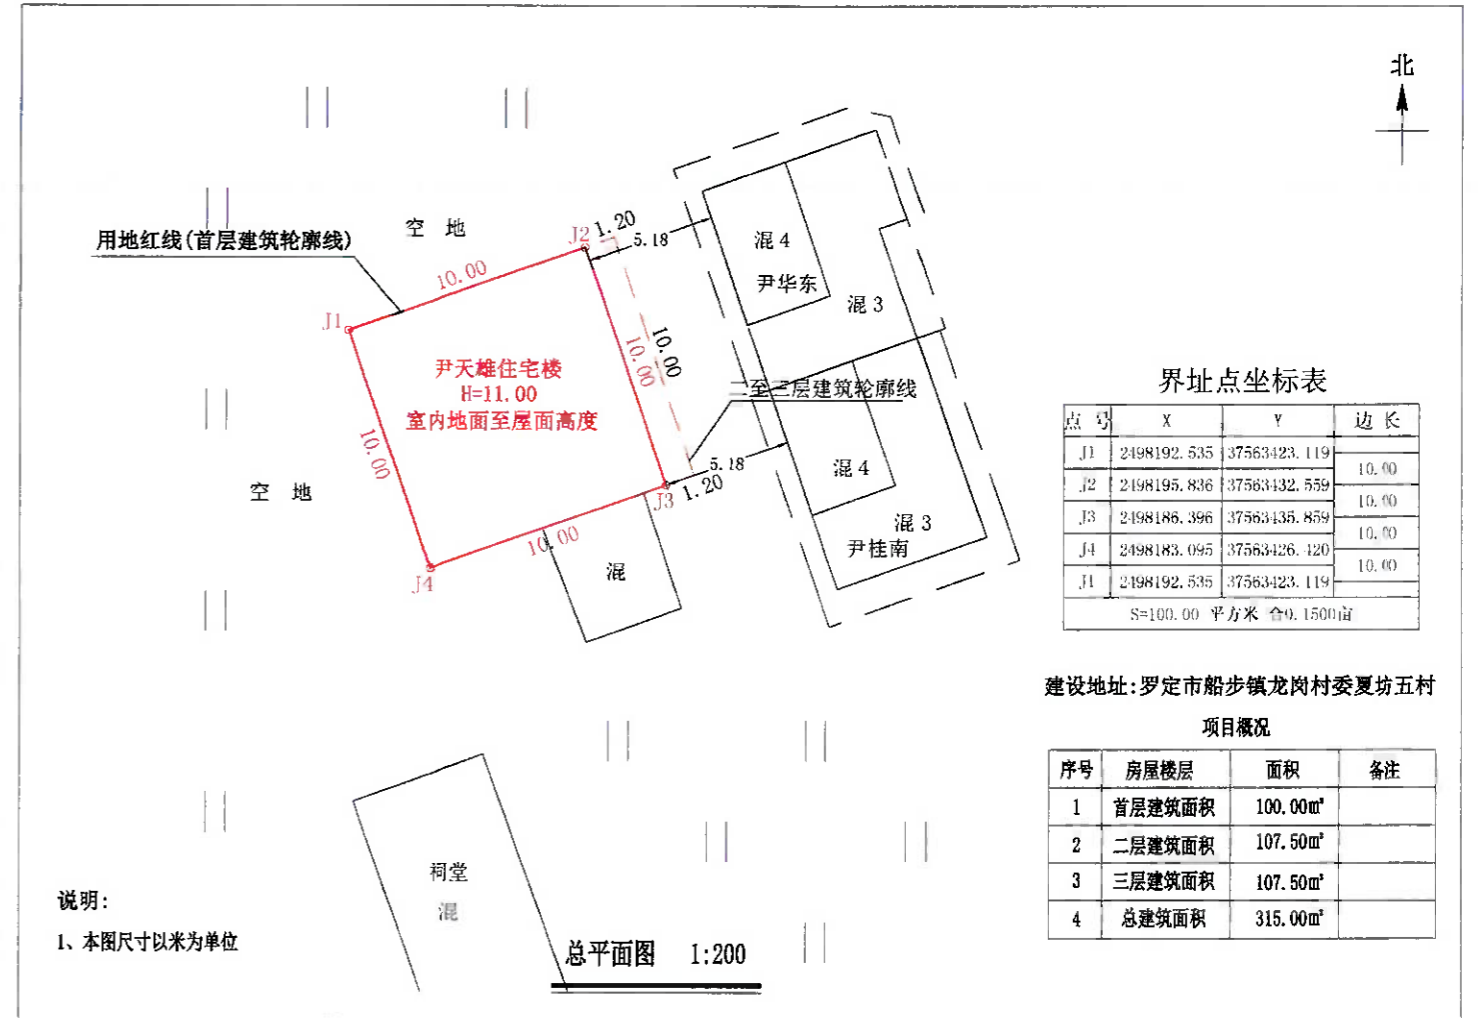 北
空 地
用地红线(首层建筑轮廓线)
J2
1.20
5.18
10.00
J1
混4
尹华东
混3
10.00
10.00
尹天雄住宅楼
H=11.00
室内地面至屋面高度
二至三层建筑轮廓线
10.00
空 地
5.18
J3
1.20
混4
混3
尹桂南
10.00
J4
混
界址点坐标表
点 号 X Y 边 长
J1 2498192.535 37563423.119
10.00
J2 2498195.836 37563432.559
10.00
J3 2498186.396 37563435.859
10.00
J4 2498183.095 37563426.420
10.00
J1 2498192.535 37563423.119
S=100.00 平方米 合0.1500亩
建设地址:罗定市船步镇龙岗村委夏坊五村
项目概况
序号 房屋楼层 面积 备注
1 首层建筑面积 100.00㎡
2 二层建筑面积 107.50㎡
3 三层建筑面积 107.50㎡
4 总建筑面积 315.00㎡
祠堂
混
说明:
1、本图尺寸以米为单位
总平面图 1:200